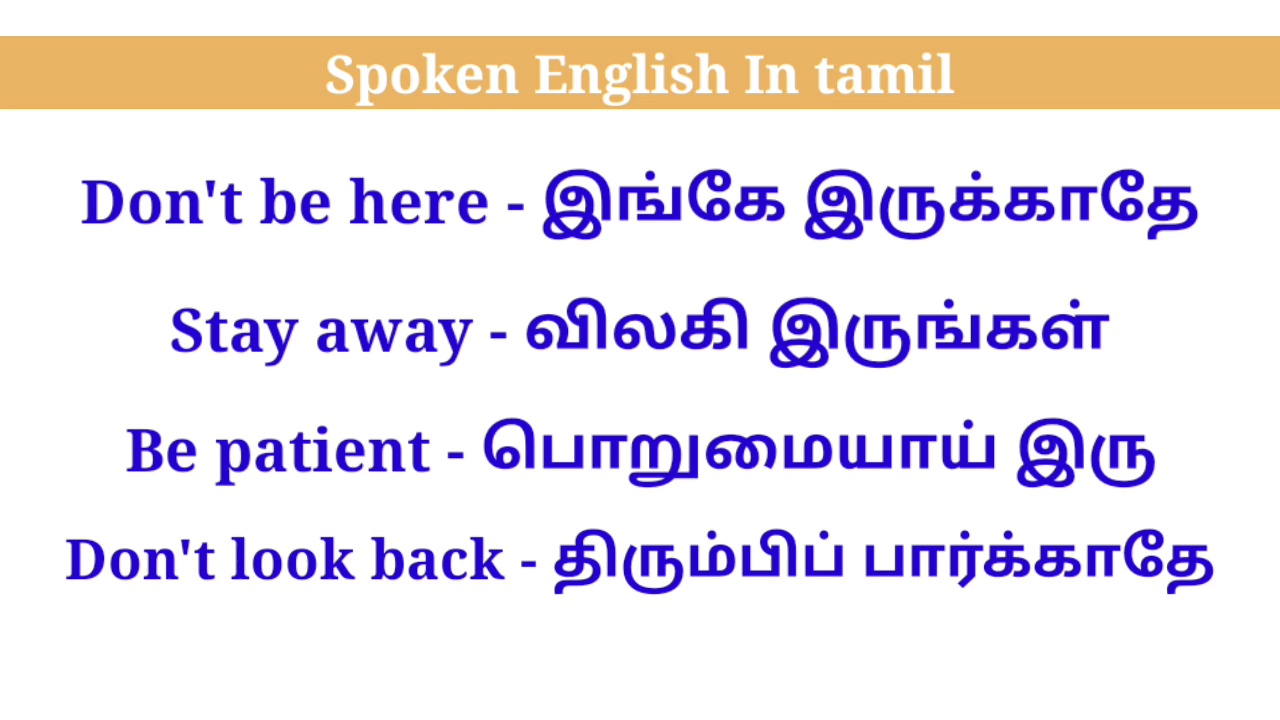 Spoken English In tamil
Don't be here - இங்கே இருக்காதே
Stay away - விலகி இருங்கள்
Be patient - பொறுமையாய் இரு
Don't look back - திரும்பிப் பார்க்காதே